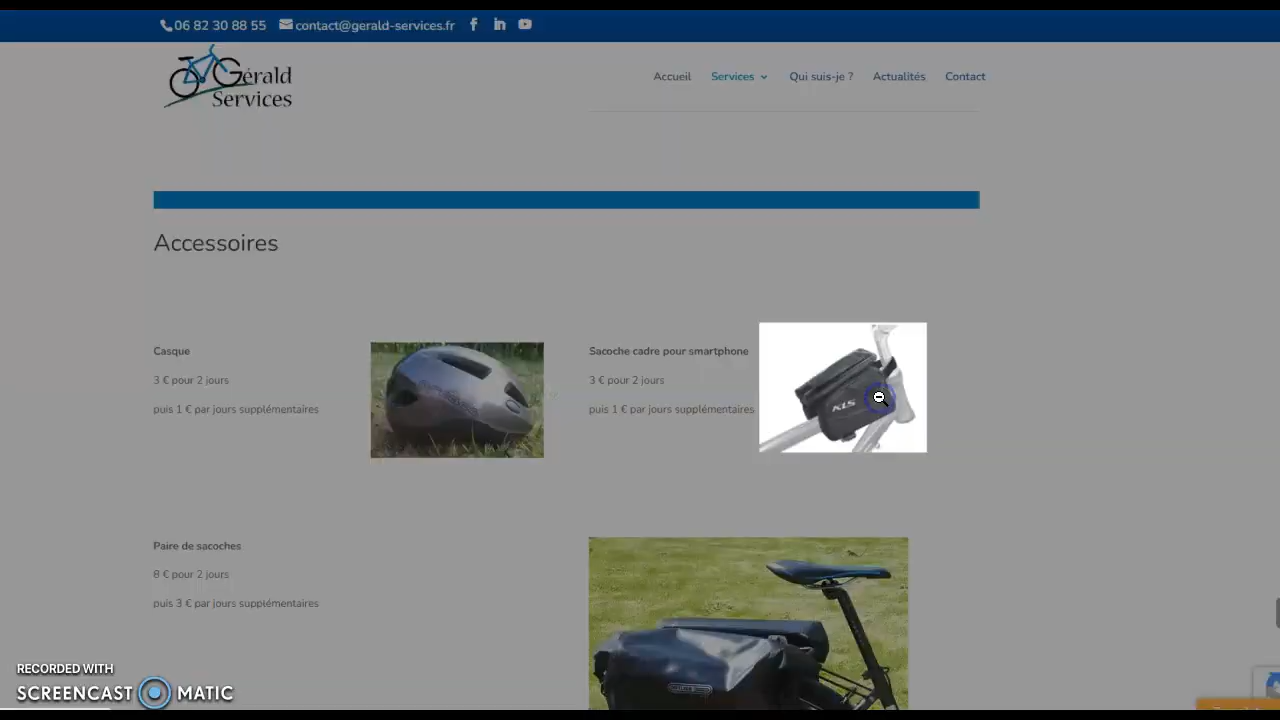 06 82 30 88 55 contact@gerald-services.fr
Gérald
Services
Accueil Services Qui suis-je ? Actualités Contact
Accessoires
Casque
3 € pour 2 jours
puis 1 € par jours supplémentaires
Sacoche cadre pour smartphone
3 € pour 2 jours
puis 1 € par jours supplémentaires
KLS
Paire de sacoches
8 € pour 2 jours
puis 3 € par jours supplémentaires
RECORDED WITH
SCREENCAST MATIC